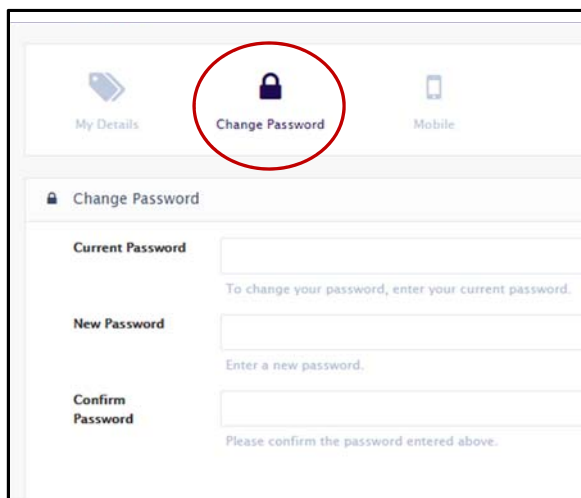 My Details
Change Password
Mobile
Change Password
Current Password
To change your password, enter your current password.
New Password
Enter a new password.
Confirm
Password
Please confirm the password entered above.